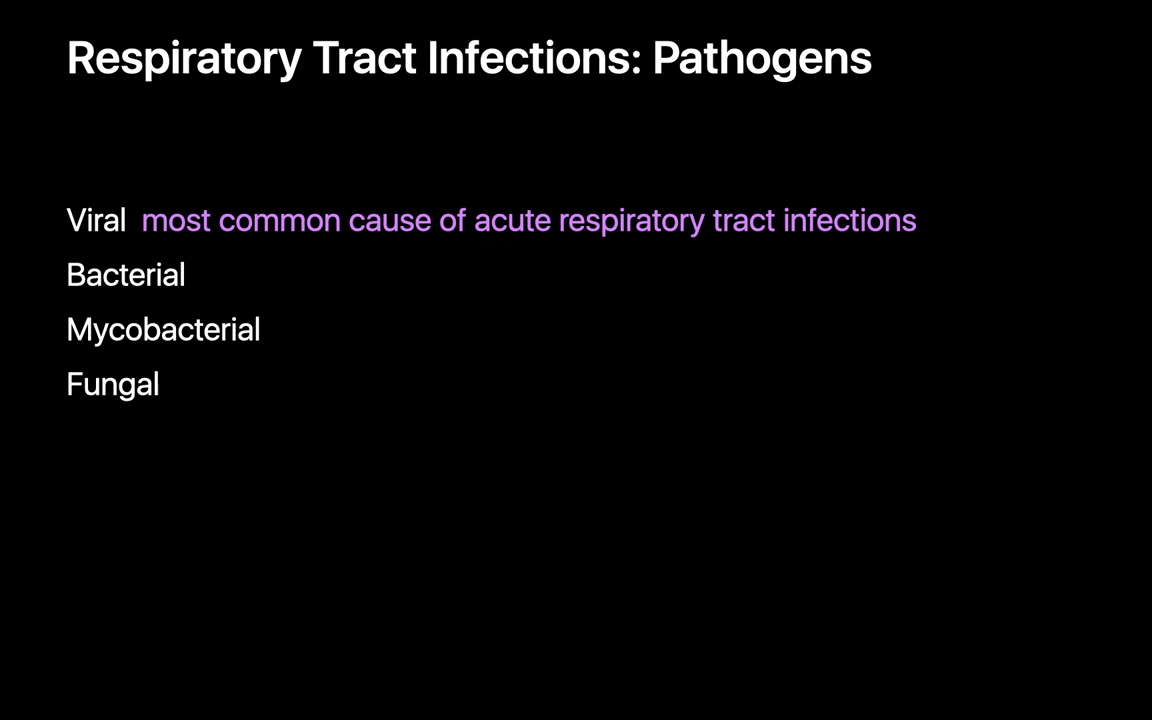 Respiratory Tract Infections: Pathogens
Viral most common cause of acute respiratory tract infections
Bacterial
Mycobacterial
Fungal